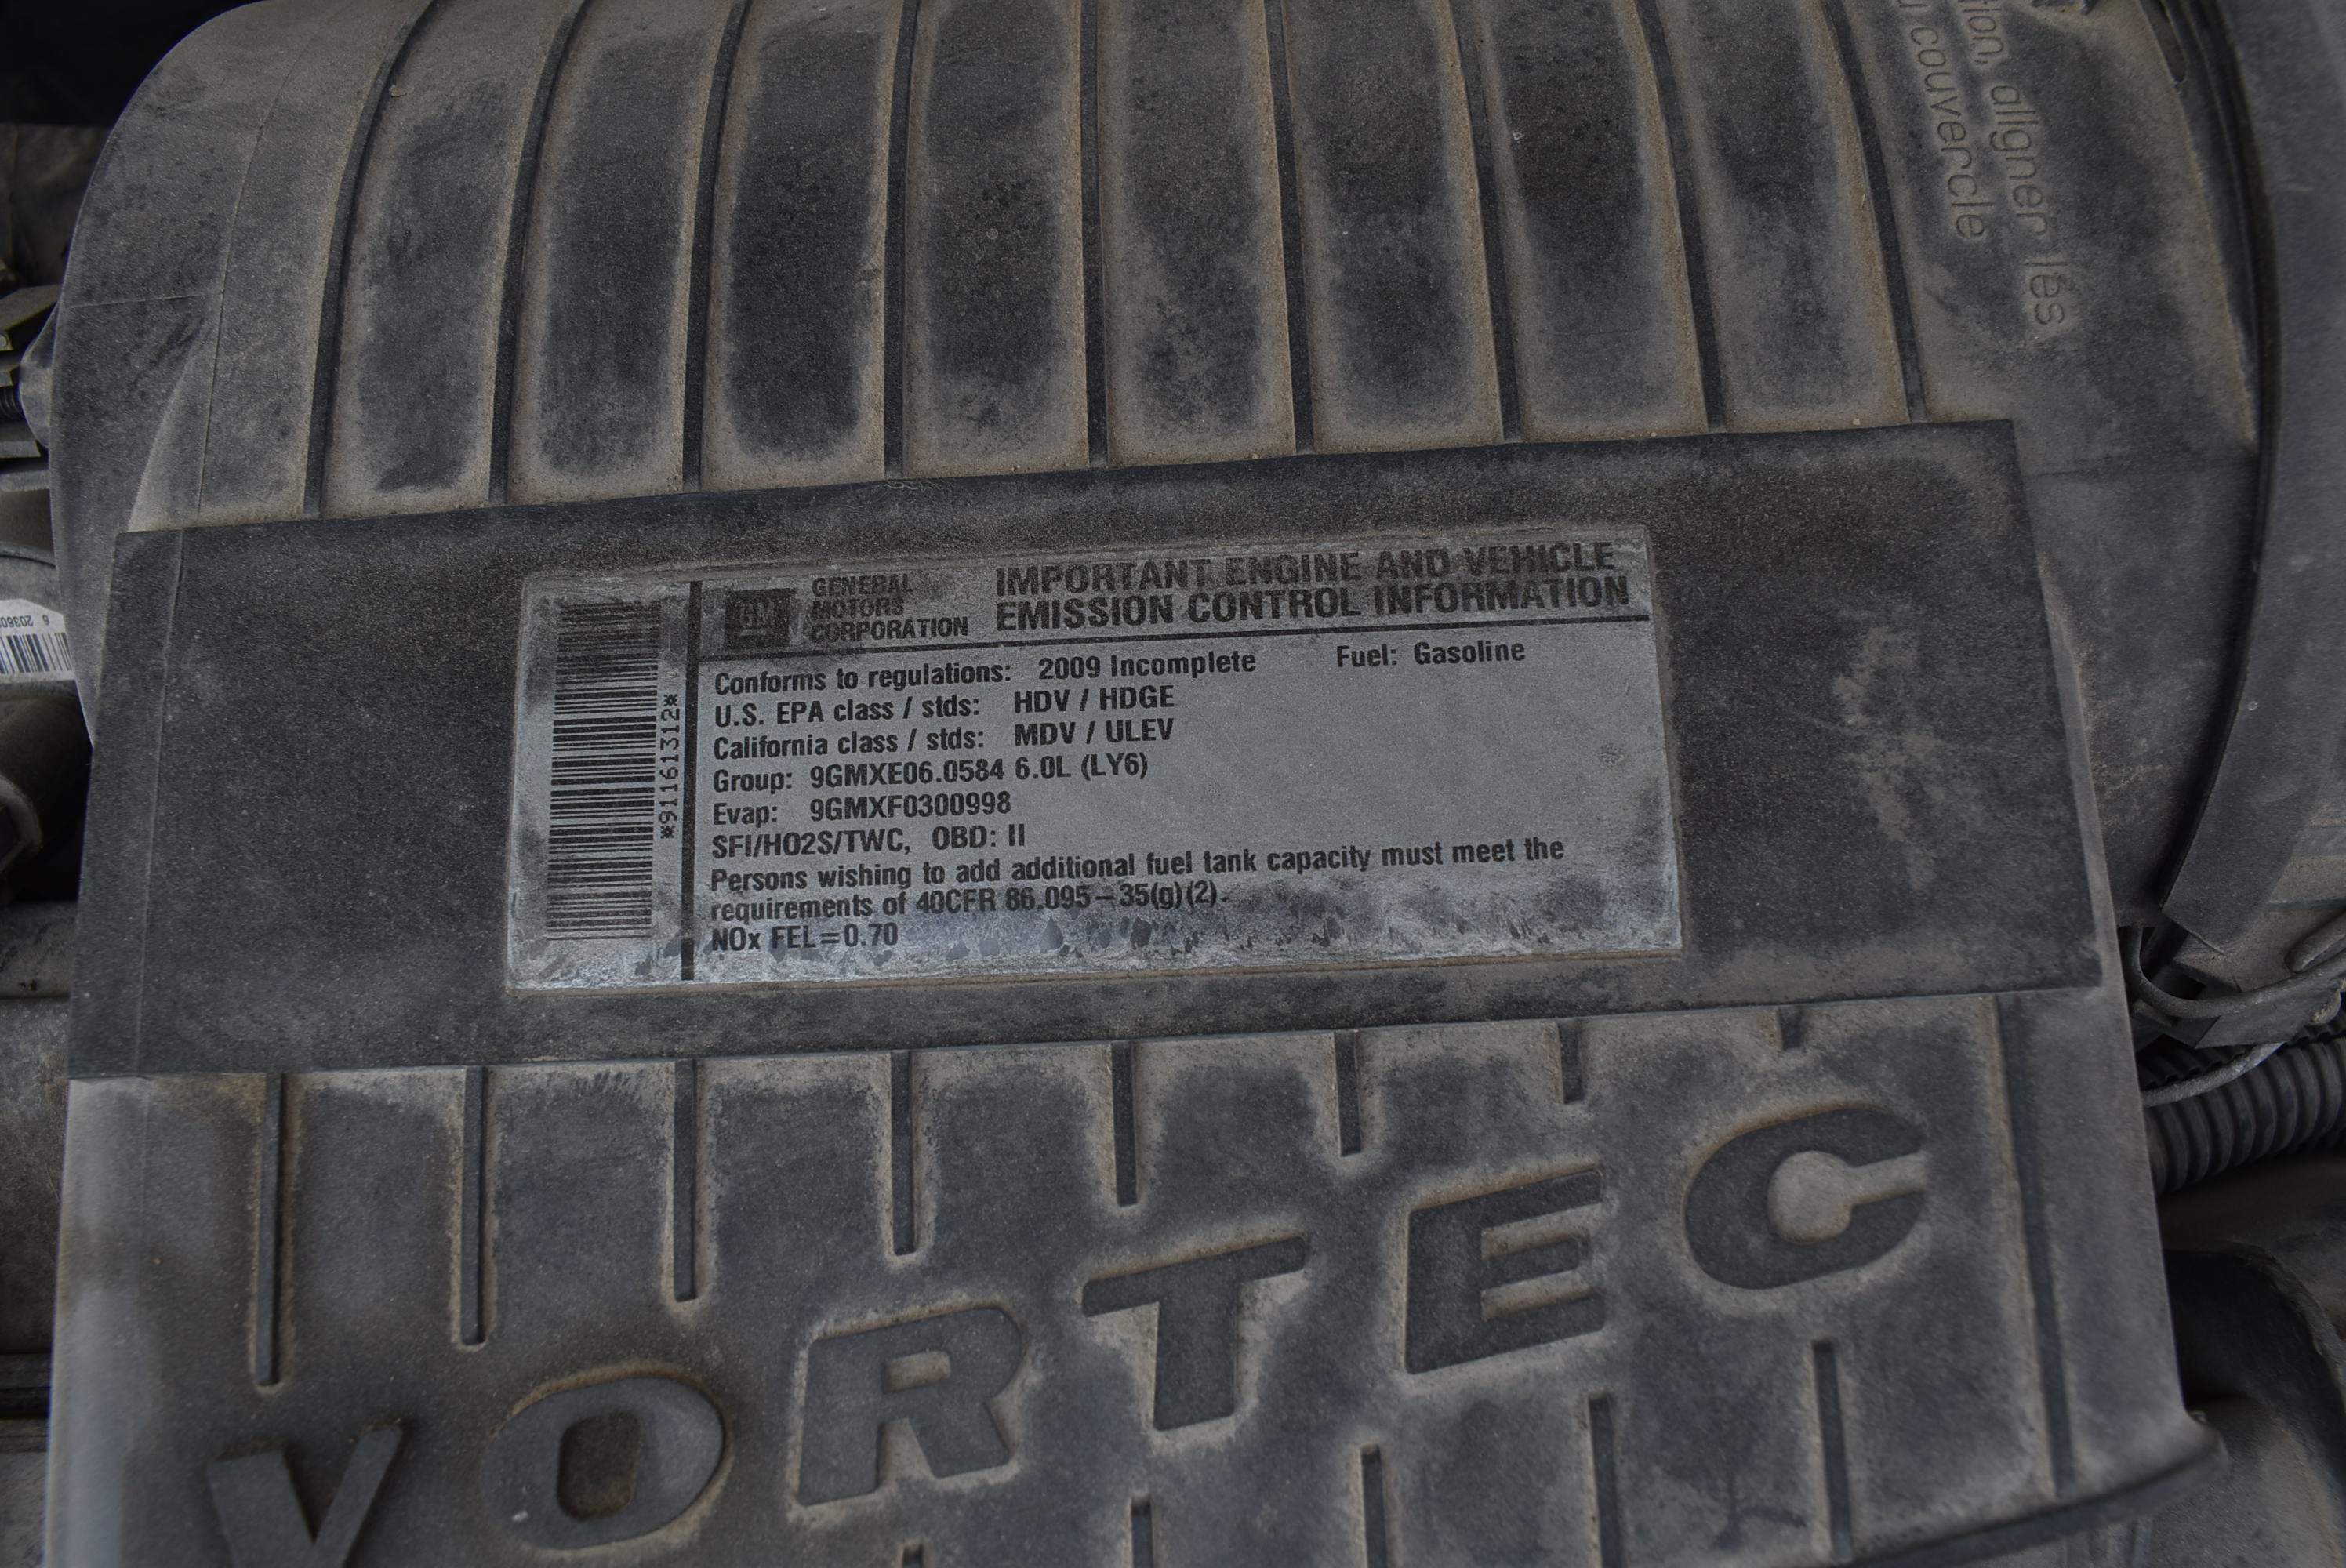 tion, aligner les
couvercle
GM
GENERAL
MOTORS
CORPORATION
IMPORTANT ENGINE AND VEHICLE
EMISSION CONTROL INFORMATION
Conforms to regulations: 2009 Incomplete Fuel: Gasoline
U.S. EPA class / stds: HDV / HDGE
California class / stds: MDV / ULEV
Group: 9GMXE06.0584 6.0L (LY6)
Evap: 9GMXF0300998
SFI/HO2S/TWC, OBD: II
Persons wishing to add additional fuel tank capacity must meet the
requirements of 40CFR 86.095-35(g)(2).
NOx FEL=0.70
*91161312*
VORTEC